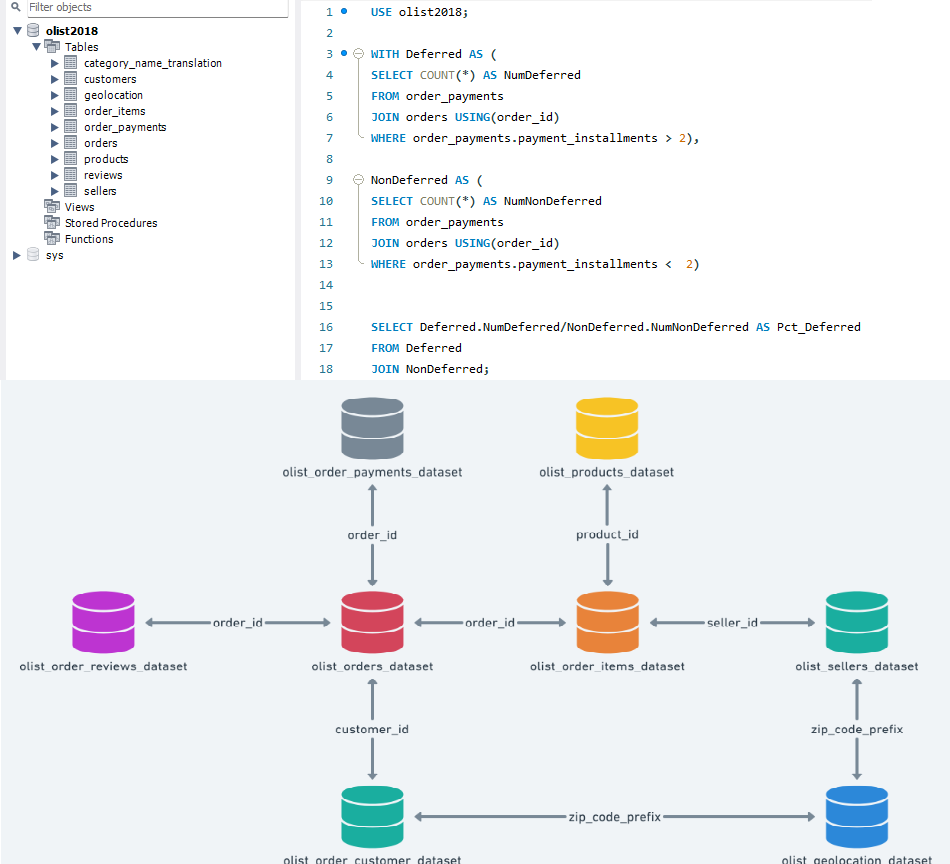 Filter objects
olist2018
Tables
category_name_translation
customers
geolocation
order_items
order_payments
orders
products
reviews
sellers
Views
Stored Procedures
Functions
sys
1 USE olist2018;
2
3 WITH Deferred AS (
4 SELECT COUNT(*) AS NumDeferred
5 FROM order_payments
6 JOIN orders USING(order_id)
7 WHERE order_payments.payment_installments > 2),
8
9 NonDeferred AS (
10 SELECT COUNT(*) AS NumNonDeferred
11 FROM order_payments
12 JOIN orders USING(order_id)
13 WHERE order_payments.payment_installments <  2)
14
15
16 SELECT Deferred.NumDeferred/NonDeferred.NumNonDeferred AS Pct_Deferred
17 FROM Deferred
18 JOIN NonDeferred;
olist_order_payments_dataset olist_products_dataset
order_id product_id
order_id order_id seller_id
olist_order_reviews_dataset olist_orders_dataset olist_order_items_dataset olist_sellers_dataset
customer_id zip_code_prefix
zip_code_prefix
olist_order_customer_dataset olist_geolocation_dataset